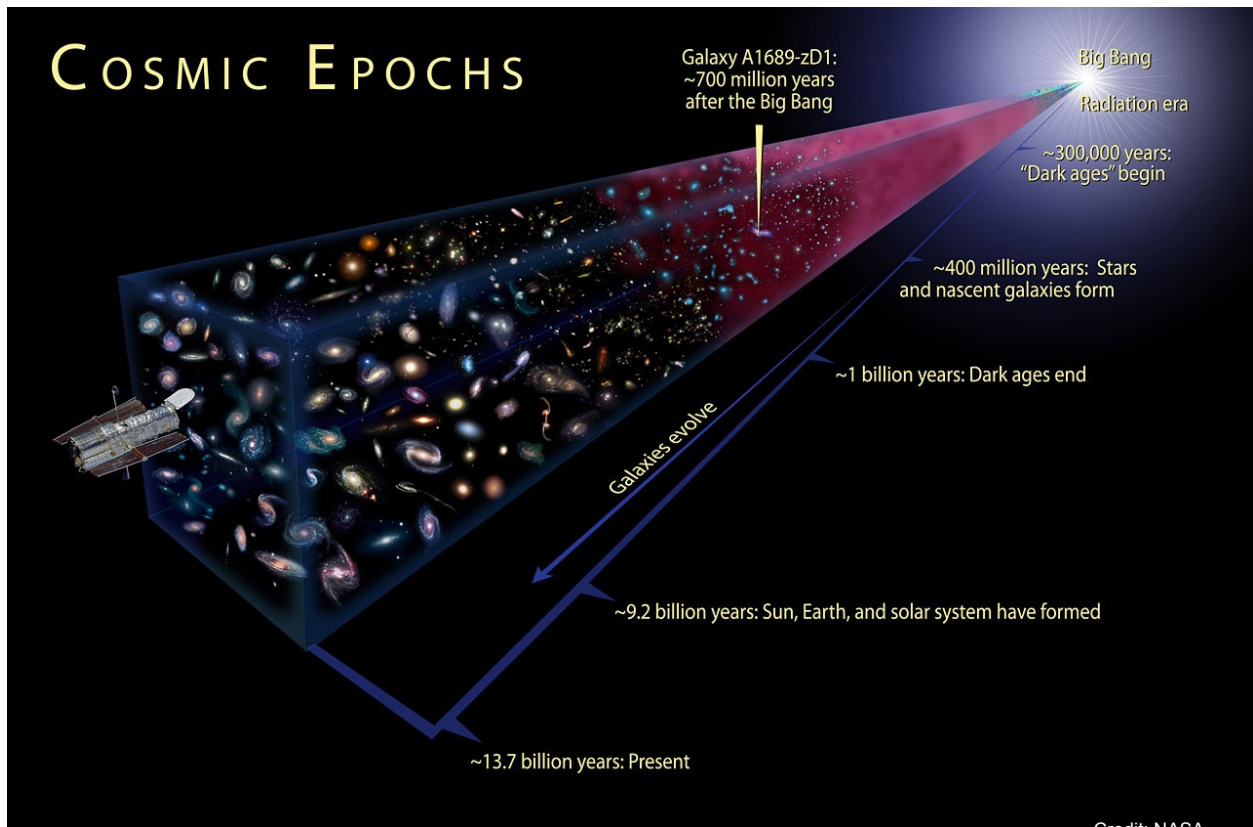 COSMIC EPOCHS
Galaxy A1689-zD1:
~700 million years
after the Big Bang
Big Bang
Radiation era
~300,000 years:
“Dark ages” begin
~400 million years: Stars
and nascent galaxies form
~1 billion years: Dark ages end
Galaxies evolve
~9.2 billion years: Sun, Earth, and solar system have formed
~13.7 billion years: Present
Credit: NASA